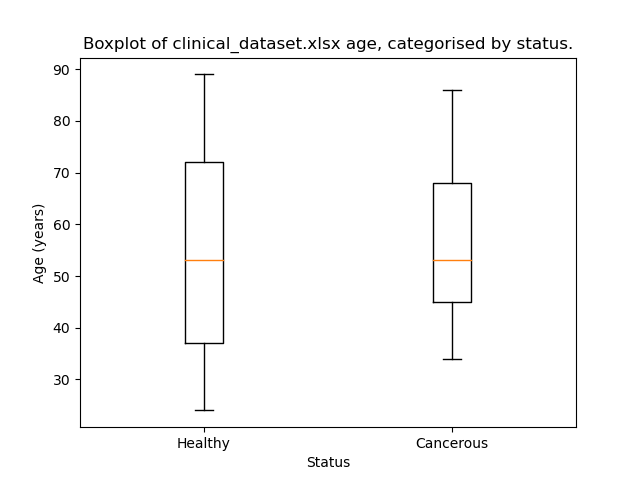 Boxplot of clinical_dataset.xlsx age, categorised by status.
90
80
70
60
50
40
30
Age (years)
Healthy Cancerous
Status